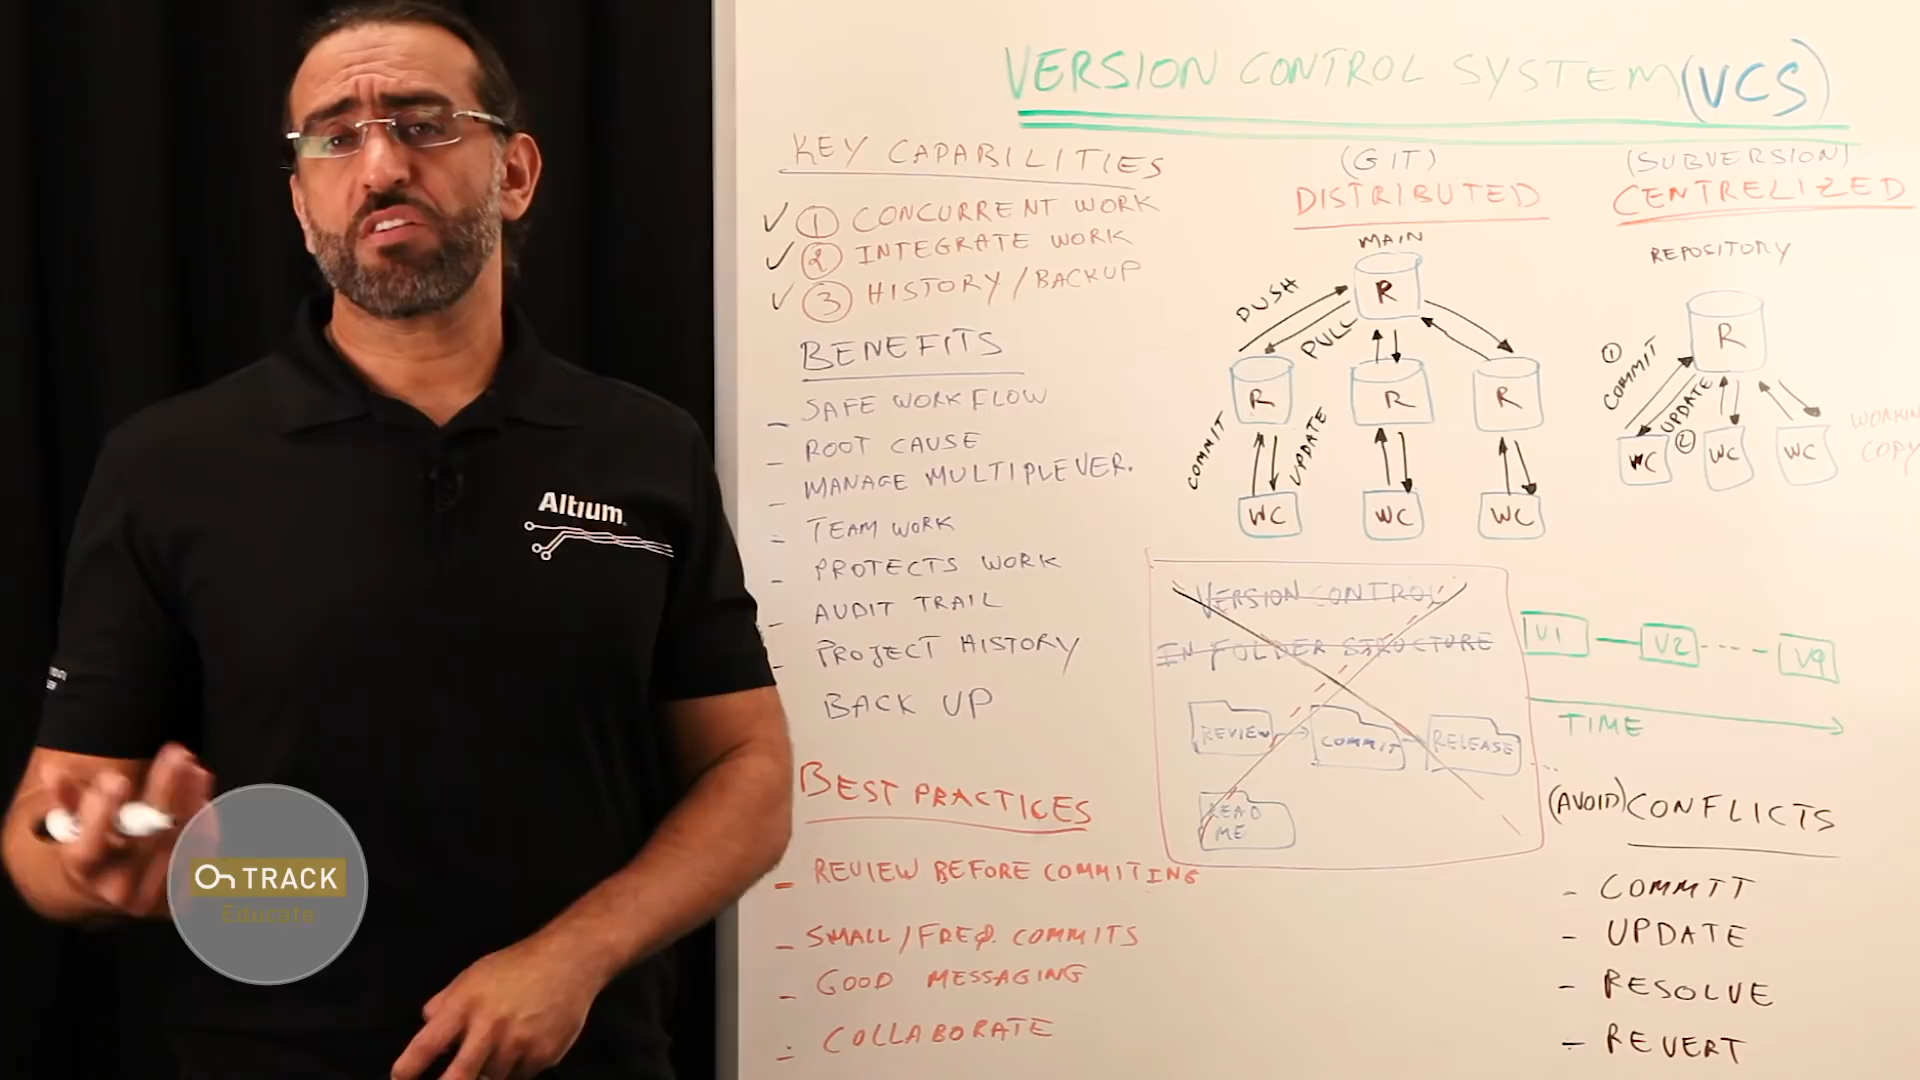 VERSION CONTROL SYSTEM (VCS)
KEY CAPABILITIES
✓ ① CONCURRENT WORK
✓ ② INTEGRATE WORK
✓ ③ HISTORY/BACKUP
BENEFITS
- SAFE WORKFLOW
- ROOT CAUSE
- MANAGE MULTIPLE VER.
- TEAM WORK
- PROTECTS WORK
- AUDIT TRAIL
- PROJECT HISTORY
BACK UP
BEST PRACTICES
- REVIEW BEFORE COMMITING
- SMALL/FREQ. COMMITS
- GOOD MESSAGING
- COLLABORATE
(GIT)
DISTRIBUTED
MAIN
R
PUSH
PULL
R R R
COMMIT
UPDATE
WC WC WC
(SUBVERSION)
CENTRELIZED
REPOSITORY
R
① COMMIT
UPDATE ②
WC WC WC
COPY
VERSION CONTROL
IN FOLDER STRUCTURE
REVIEW COMMIT RELEASE
READ
ME
V1 V2 V9
TIME
(AVOID) CONFLICTS
- COMMIT
- UPDATE
- RESOLVE
- REVERT
Altium
On TRACK
Educate